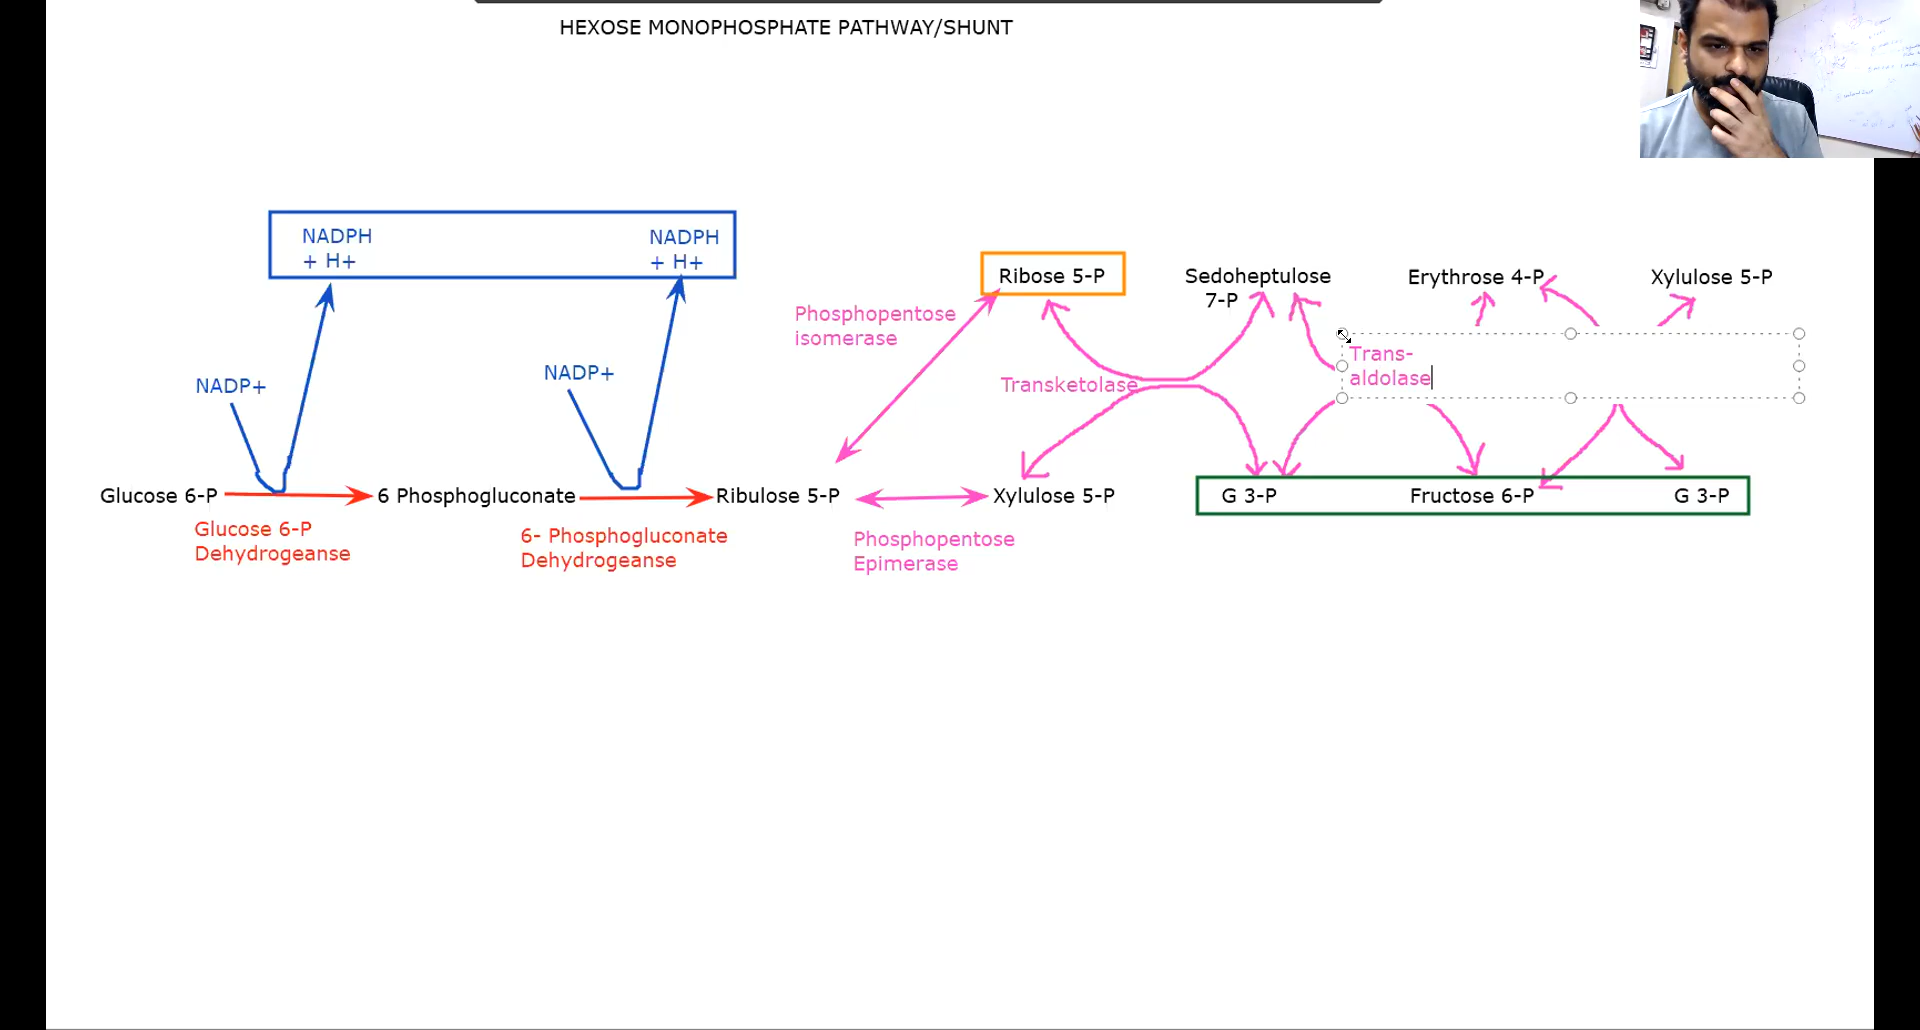 HEXOSE MONOPHOSPHATE PATHWAY/SHUNT
NADPH
+ H+
NADPH
+ H+
NADP+
NADP+
Glucose 6-P
6 Phosphogluconate
Ribulose 5-P
Xylulose 5-P
Glucose 6-P
Dehydrogeanse
6- Phosphogluconate
Dehydrogeanse
Phosphopentose
Epimerase
Phosphopentose
isomerase
Ribose 5-P
Sedoheptulose
7-P
Erythrose 4-P
Xylulose 5-P
Transketolase
Trans-
aldolase
G 3-P
Fructose 6-P
G 3-P